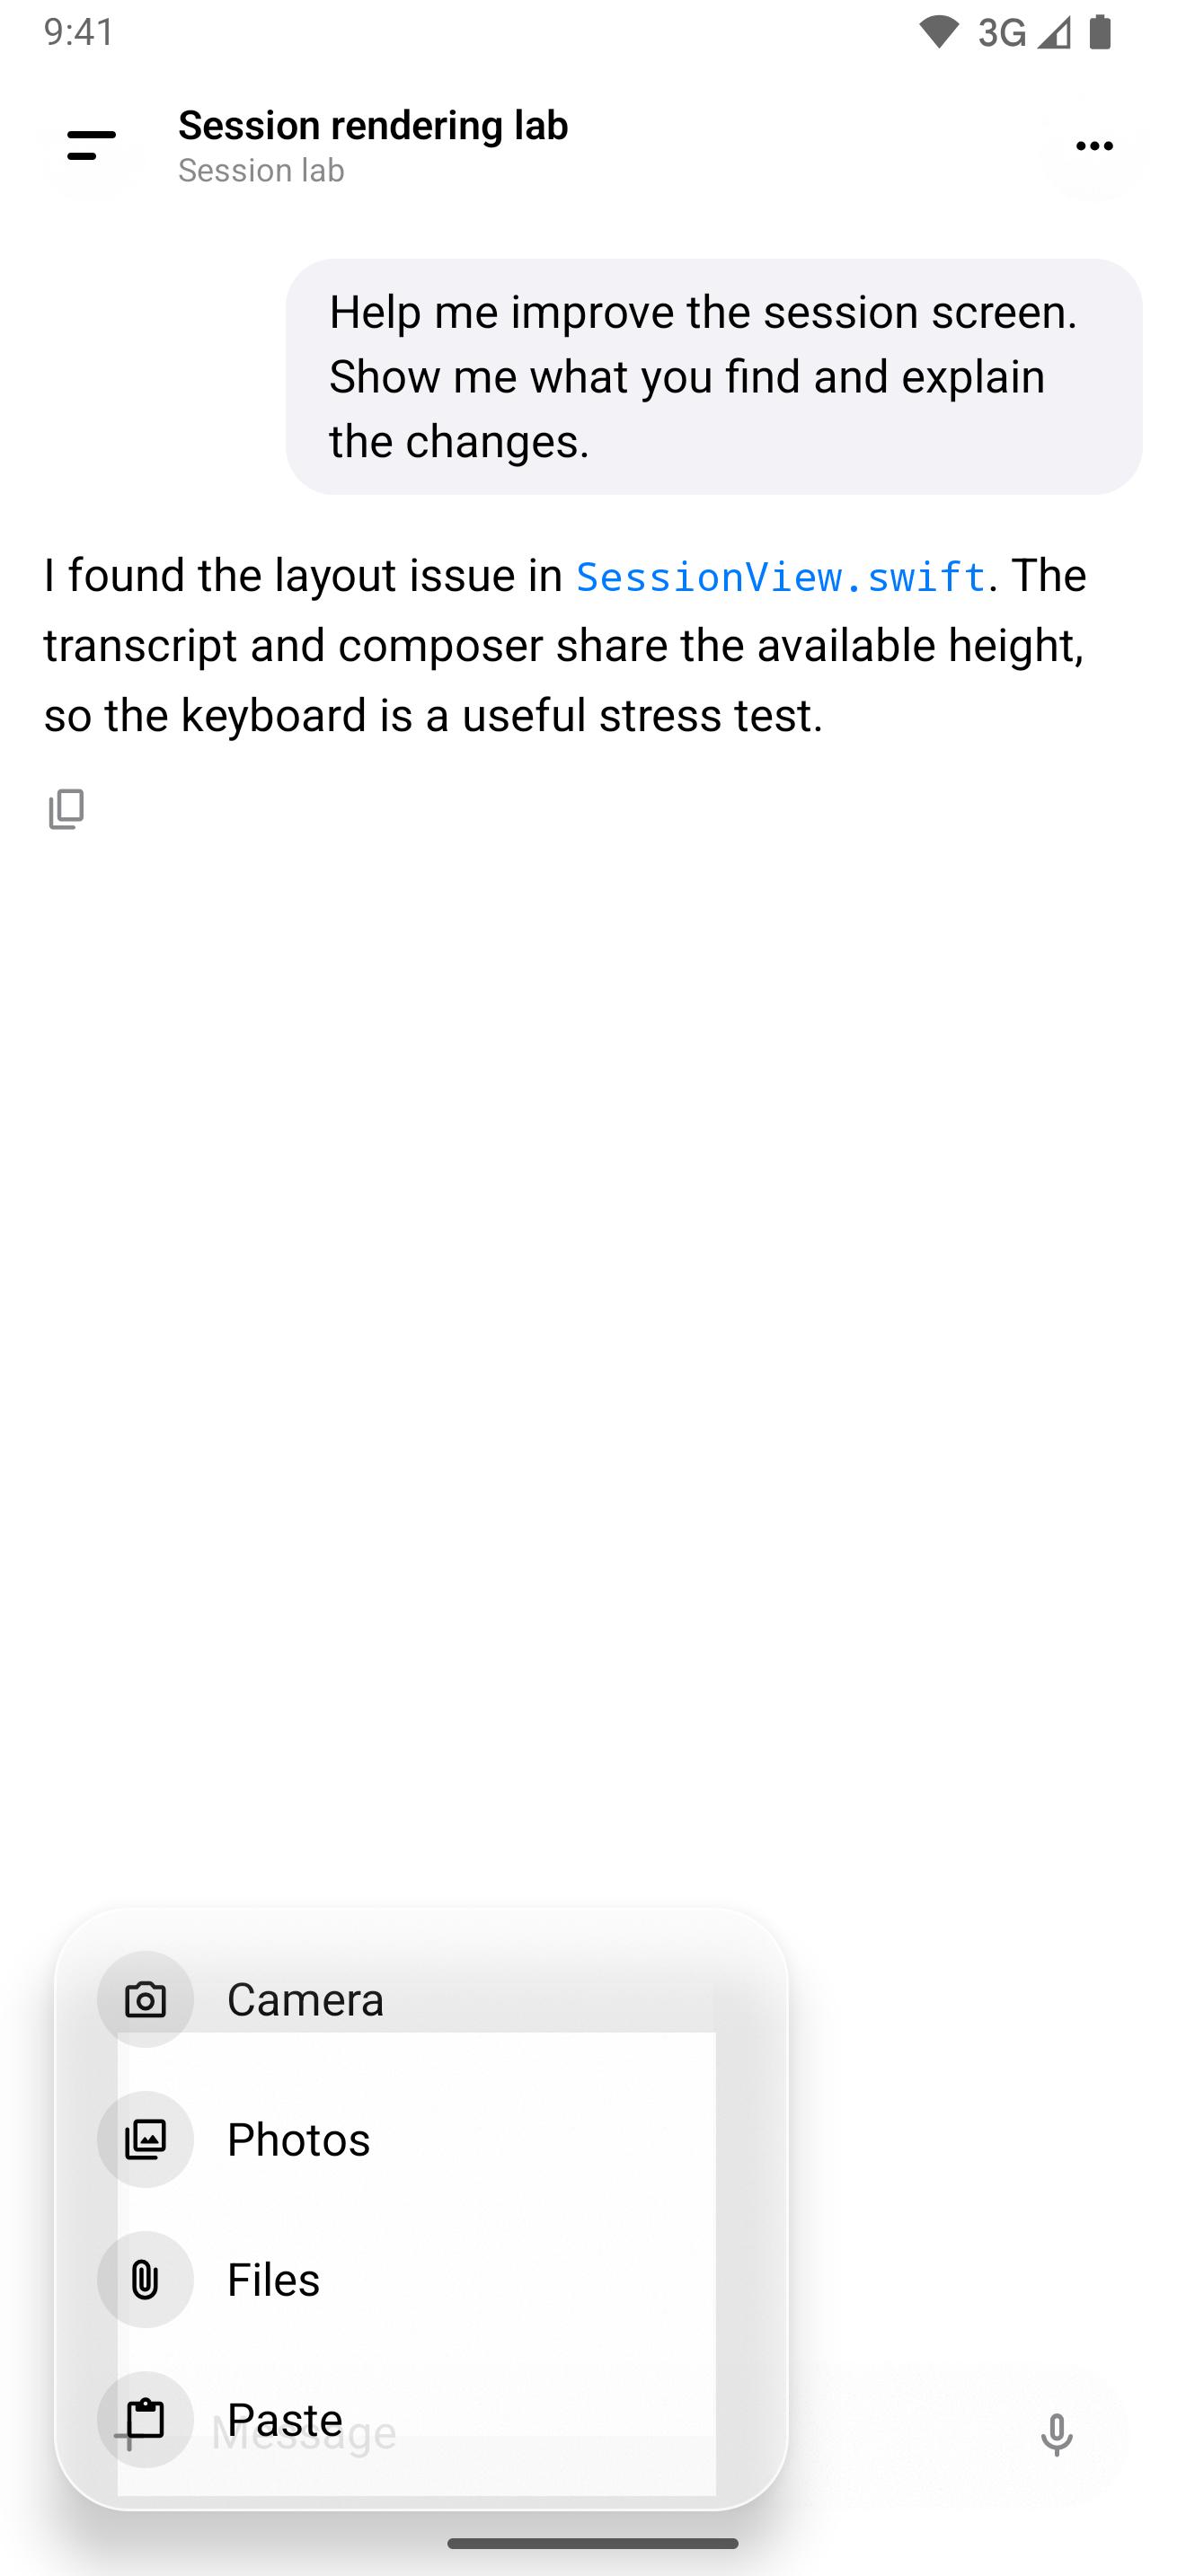 9:41
3G
Session rendering lab
Session lab
Help me improve the session screen.
Show me what you find and explain
the changes.
I found the layout issue in SessionView.swift. The
transcript and composer share the available height,
so the keyboard is a useful stress test.
Camera
Photos
Files
Paste
Message